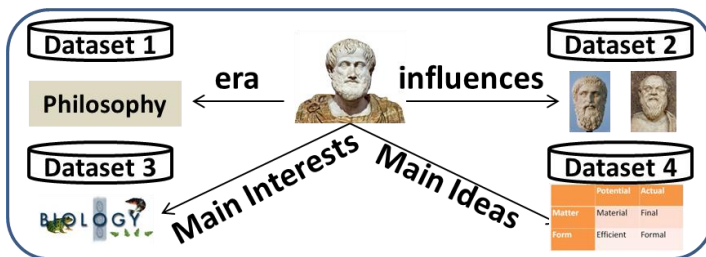 Dataset 1
Dataset 2
era
influences
Philosophy
Dataset 3
Dataset 4
Main Interests
Main Ideas
BIOLOGY
Potential Actual
Matter Material Final
Form Efficient Formal